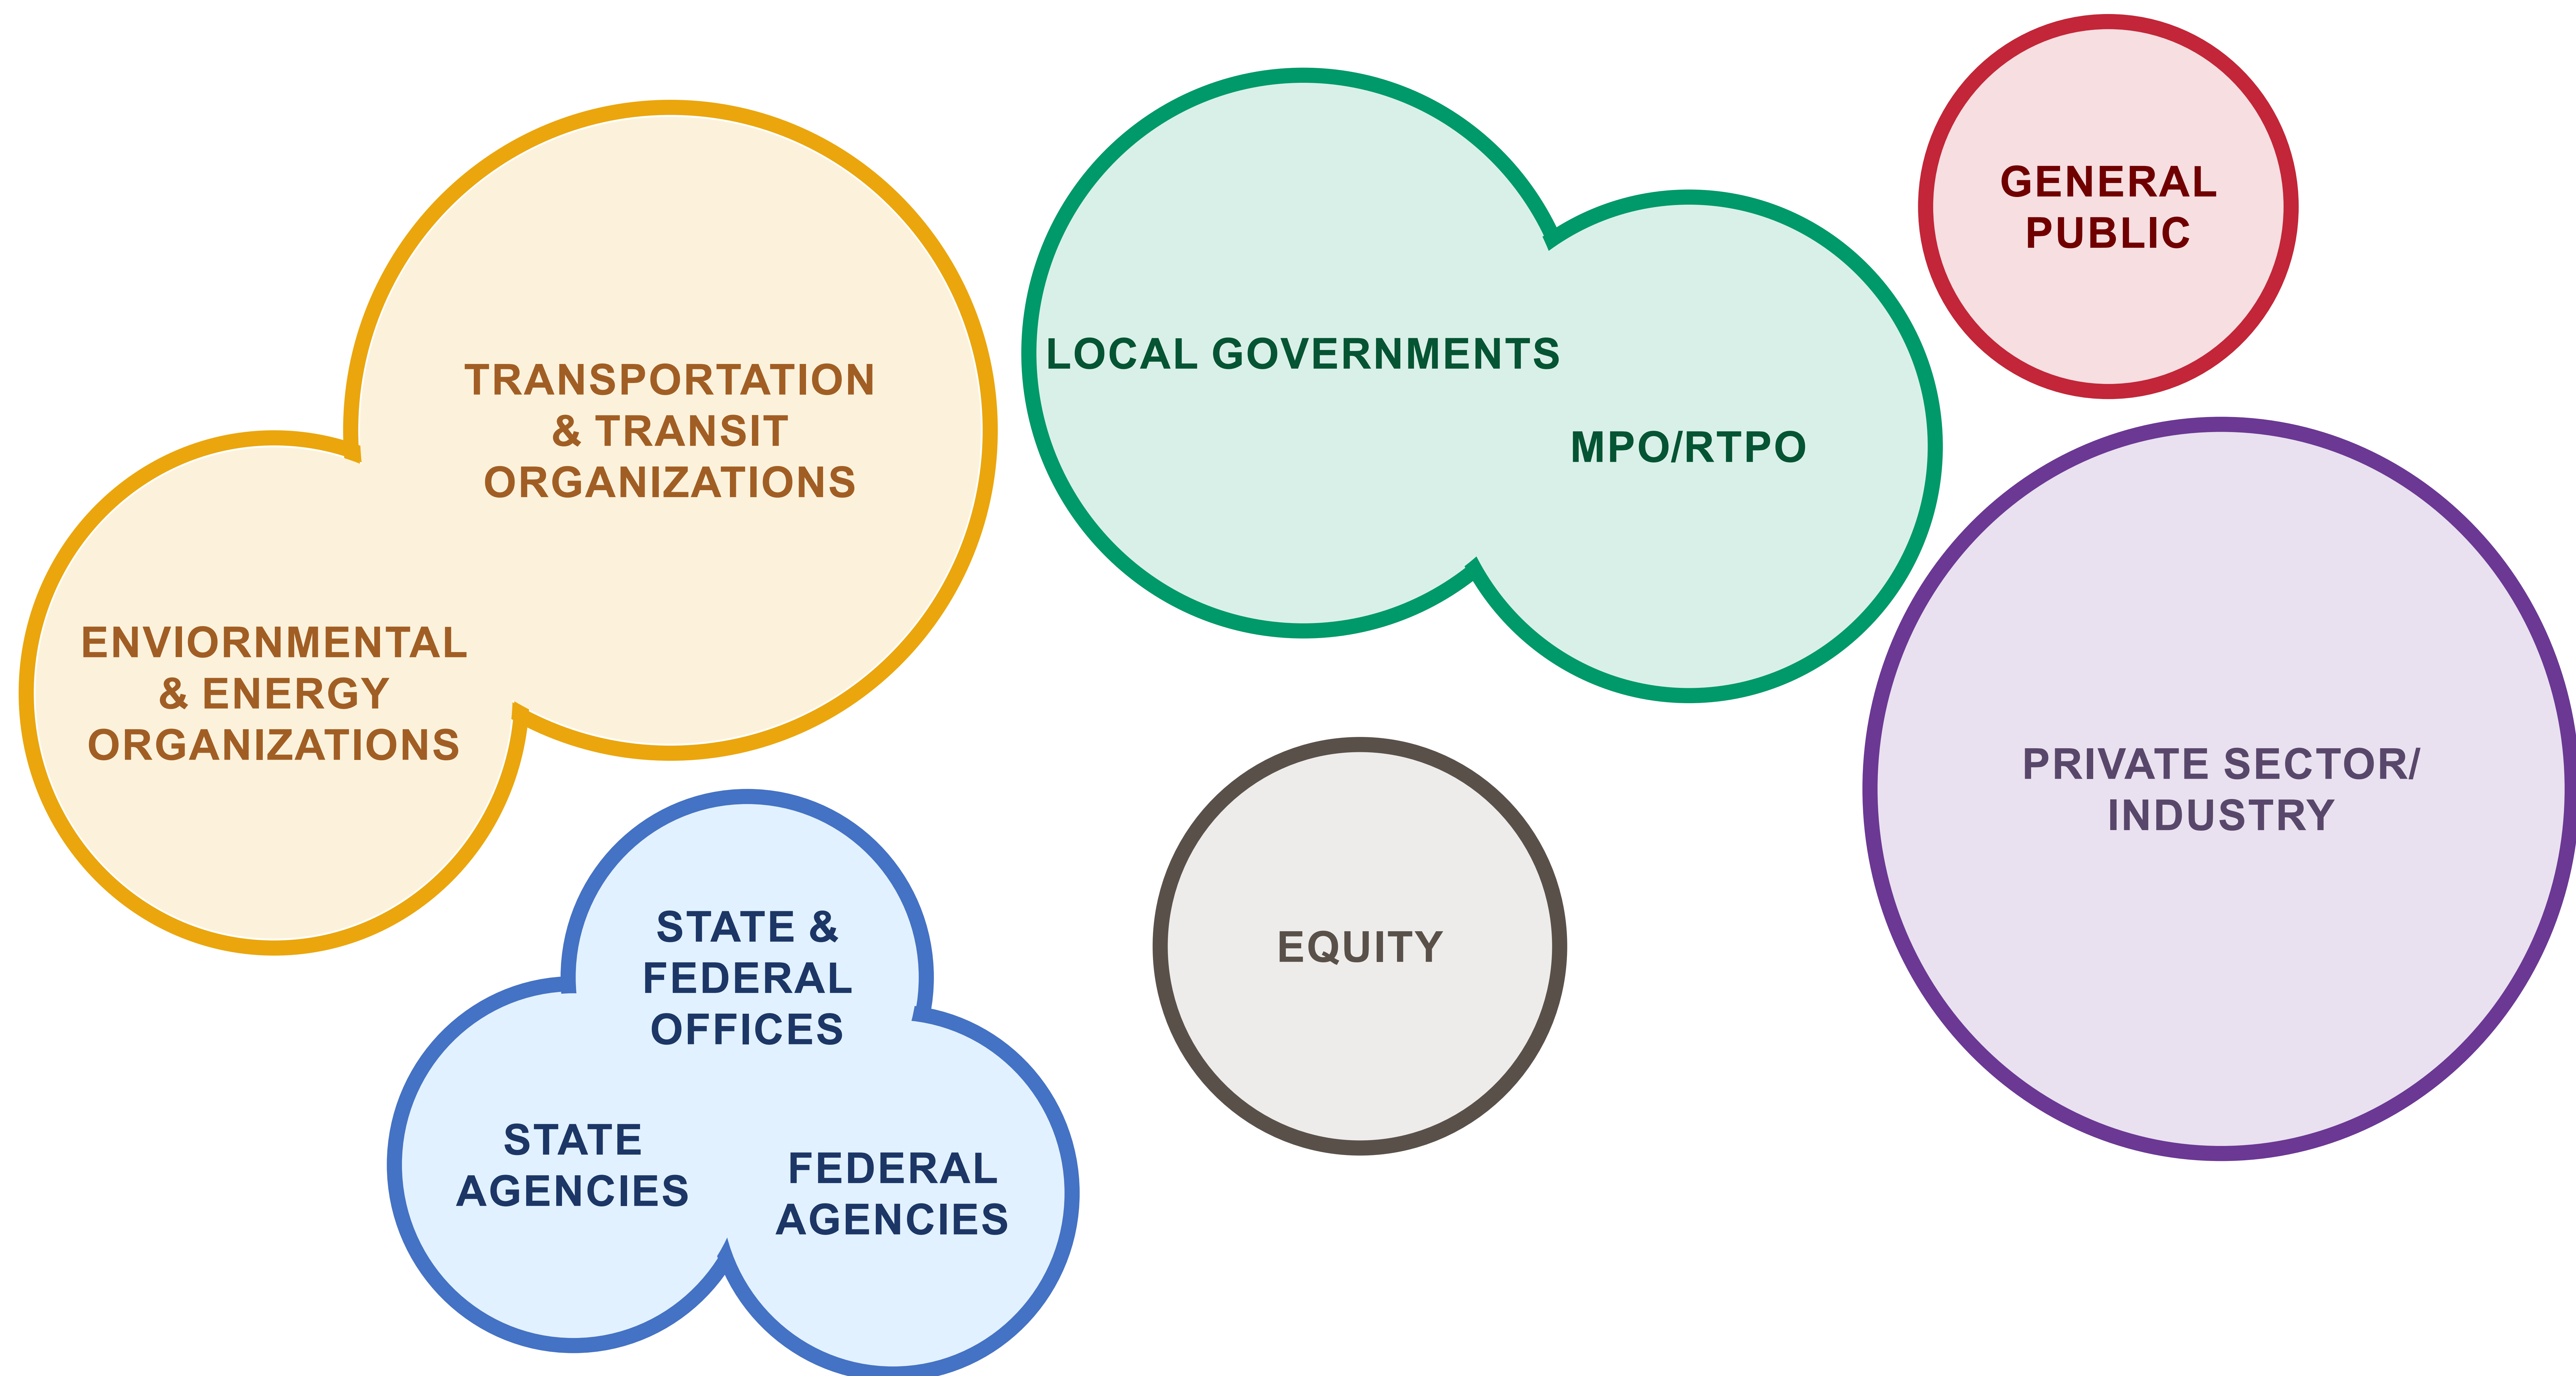 TRANSPORTATION
& TRANSIT
ORGANIZATIONS
ENVIORNMENTAL
& ENERGY
ORGANIZATIONS
LOCAL GOVERNMENTS
MPO/RTPO
GENERAL
PUBLIC
PRIVATE SECTOR/
INDUSTRY
STATE &
FEDERAL
OFFICES
STATE
AGENCIES
FEDERAL
AGENCIES
EQUITY